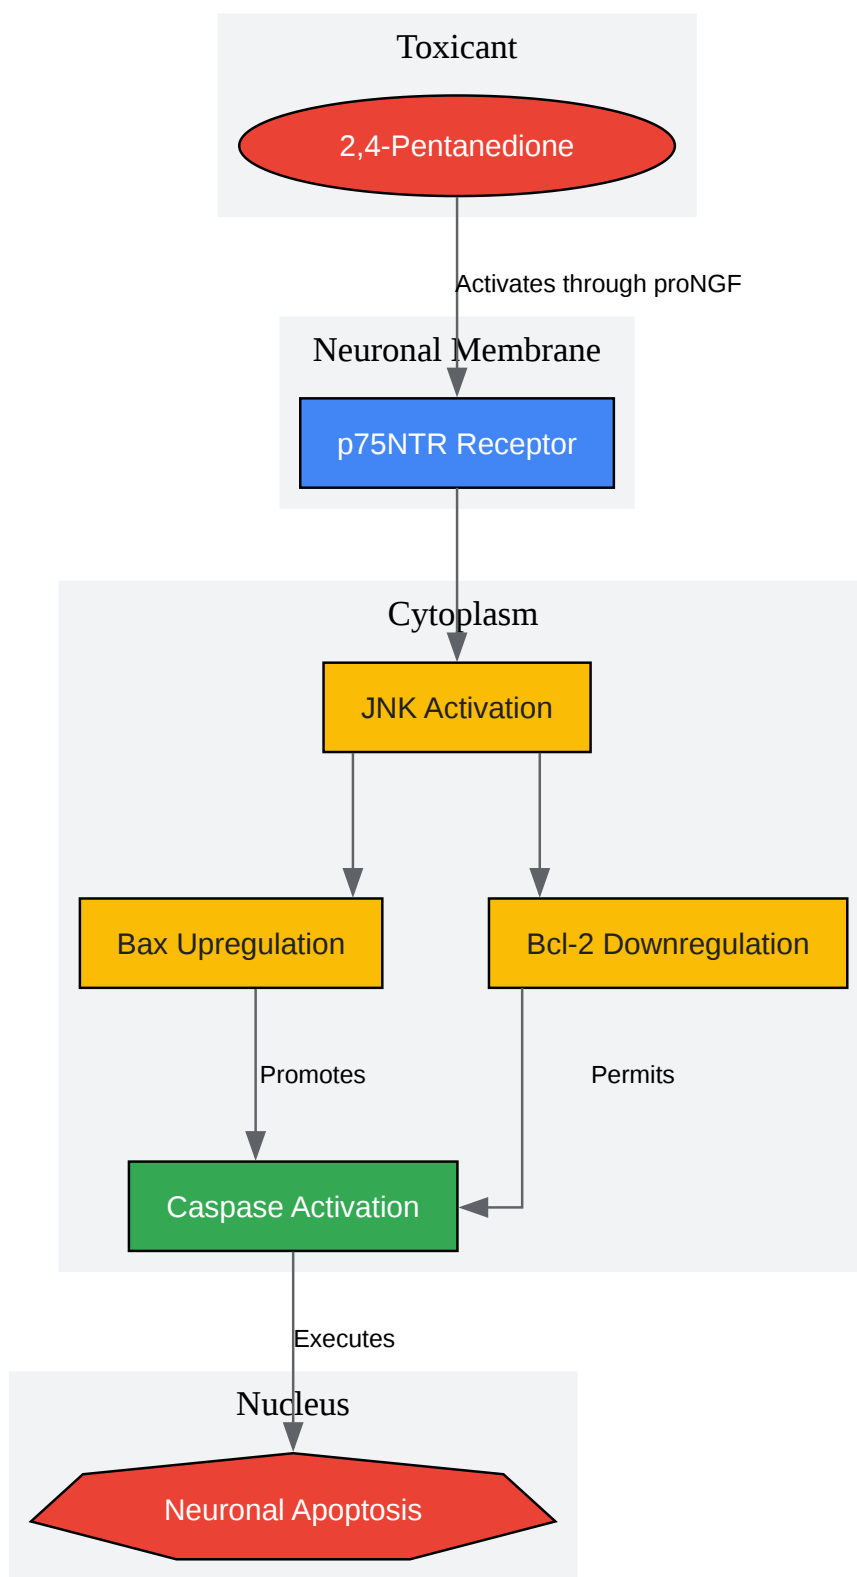 Toxicant
2,4-Pentanedione
Activates through proNGF
Neuronal Membrane
p75NTR Receptor
Cytoplasm
JNK Activation
Bax Upregulation
Bcl-2 Downregulation
Promotes
Permits
Caspase Activation
Executes
Nucleus
Neuronal Apoptosis